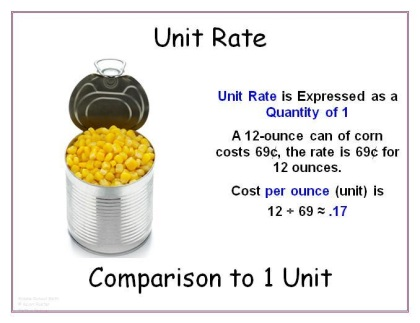 Unit Rate
Unit Rate is Expressed as a
Quantity of 1
A 12-ounce can of corn
costs 69¢, the rate is 69¢ for
12 ounces.
Cost per ounce (unit) is
12 ÷ 69 ≈ .17
Comparison to 1 Unit